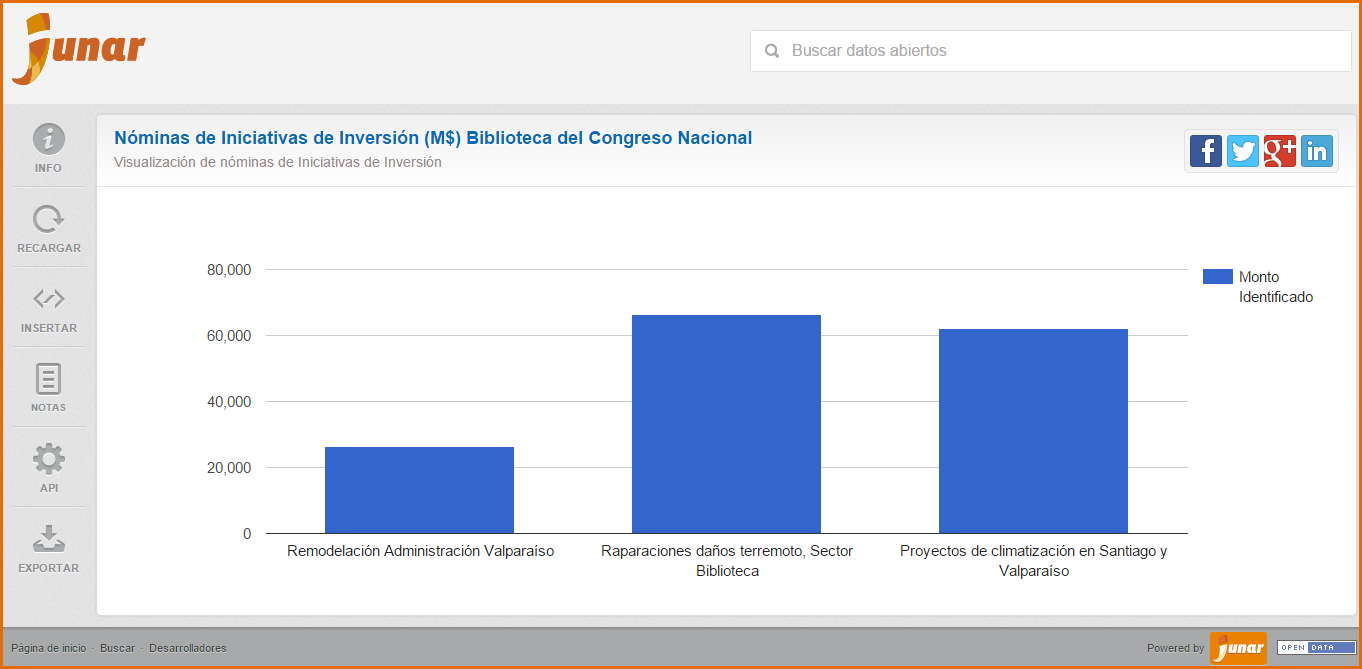 junar
Buscar datos abiertos
Nóminas de Iniciativas de Inversión (M$) Biblioteca del Congreso Nacional
Visualización de nóminas de Iniciativas de Inversión
f
g+
in
INFO
RECARGAR
INSERTAR
NOTAS
API
EXPORTAR
80,000
60,000
40,000
20,000
0
Monto
Identificado
Remodelación Administración Valparaíso
Raparaciones daños terremoto, Sector
Biblioteca
Proyectos de climatización en Santiago y
Valparaíso
Página de inicio · Buscar · Desarrolladores
Powered by junar OPEN DATA